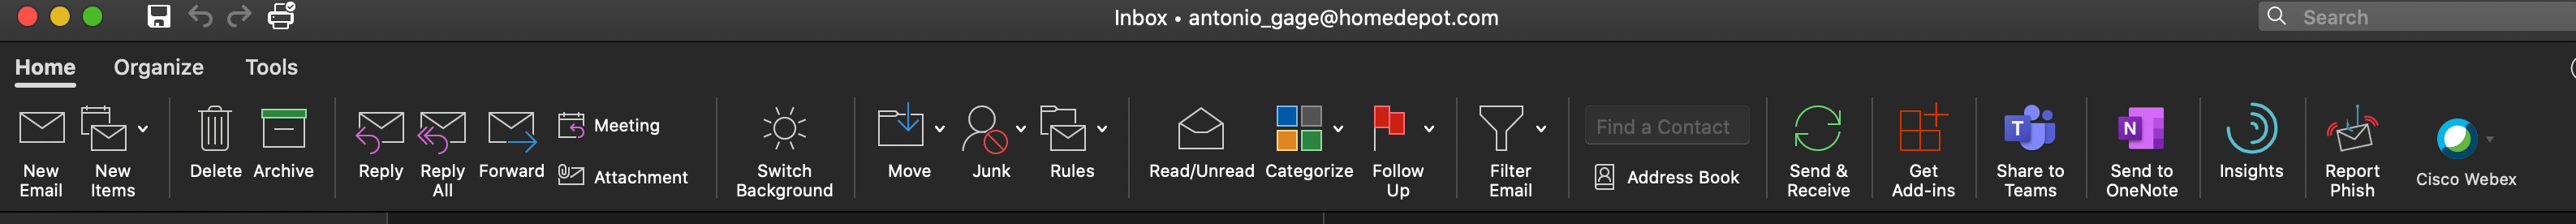 Inbox • antonio_gage@homedepot.com
Search
Home Organize Tools
New Email
New Items
Delete
Archive
Reply
Reply All
Forward
Meeting
Attachment
Switch Background
Move
Junk
Rules
Read/Unread
Categorize
Follow Up
Filter Email
Find a Contact
Address Book
Send & Receive
Get Add-ins
T
Share to Teams
N
Send to OneNote
Insights
Report Phish
Cisco Webex